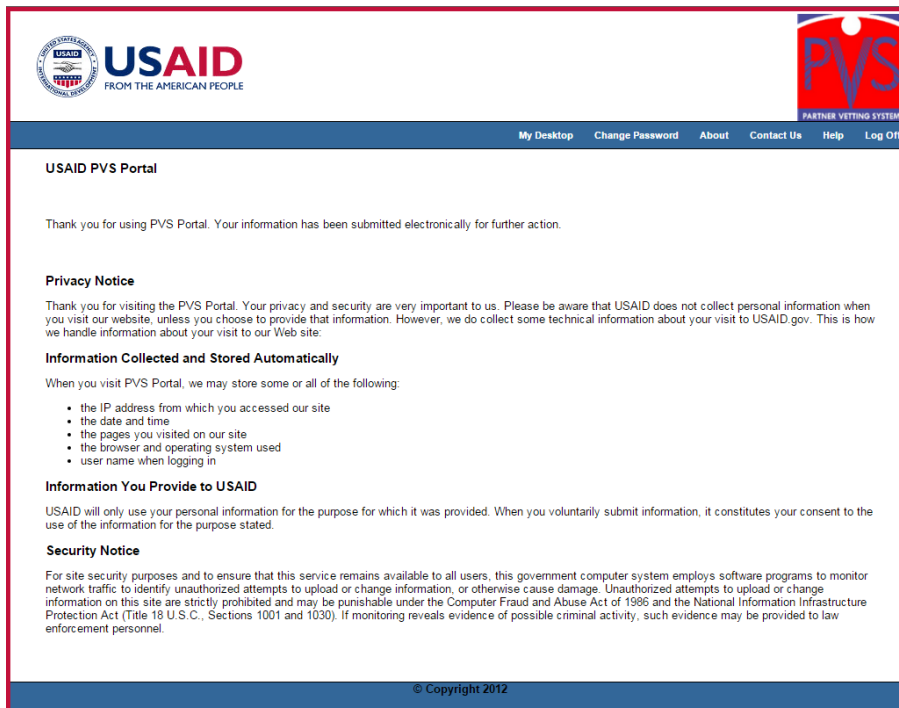 UNITED STATES AGENCY
USAID
INTERNATIONAL DEVELOPMENT
USAID
FROM THE AMERICAN PEOPLE
PVS
PARTNER VETTING SYSTEM
My Desktop Change Password About Contact Us Help Log Off
USAID PVS Portal
Thank you for using PVS Portal. Your information has been submitted electronically for further action.
Privacy Notice
Thank you for visiting the PVS Portal. Your privacy and security are very important to us. Please be aware that USAID does not collect personal information when
you visit our website, unless you choose to provide that information. However, we do collect some technical information about your visit to USAID.gov. This is how
we handle information about your visit to our Web site:
Information Collected and Stored Automatically
When you visit PVS Portal, we may store some or all of the following:
• the IP address from which you accessed our site
• the date and time
• the pages you visited on our site
• the browser and operating system used
• user name when logging in
Information You Provide to USAID
USAID will only use your personal information for the purpose for which it was provided. When you voluntarily submit information, it constitutes your consent to the
use of the information for the purpose stated.
Security Notice
For site security purposes and to ensure that this service remains available to all users, this government computer system employs software programs to monitor
network traffic to identify unauthorized attempts to upload or change information, or otherwise cause damage. Unauthorized attempts to upload or change
information on this site are strictly prohibited and may be punishable under the Computer Fraud and Abuse Act of 1986 and the National Information Infrastructure
Protection Act (Title 18 U.S.C., Sections 1001 and 1030). If monitoring reveals evidence of possible criminal activity, such evidence may be provided to law
enforcement personnel.
© Copyright 2012